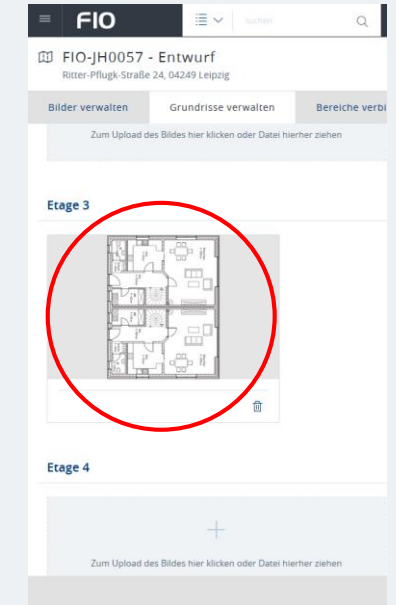 FIO
suchen
FIO-JH0057 - Entwurf
Ritter-Pflugk-Straße 24, 04249 Leipzig
Bilder verwalten Grundrisse verwalten Bereiche verbi
Zum Upload des Bildes hier klicken oder Datei hierher ziehen
Etage 3
Etage 4
Zum Upload des Bildes hier klicken oder Datei hierher ziehen